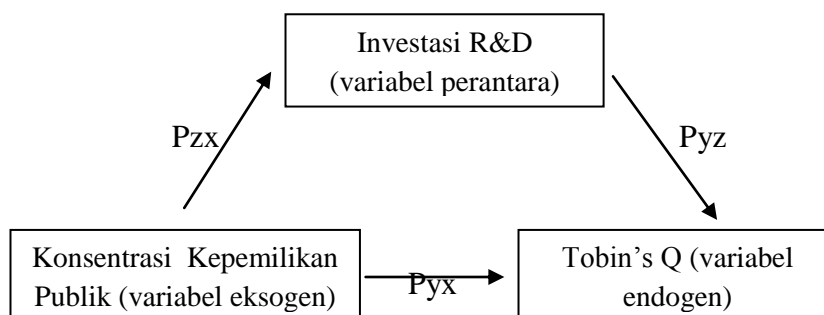 Investasi R&D
(variabel perantara)
Pzx
Pyz
Konsentrasi Kepemilikan
Publik (variabel eksogen)
Pyx
Tobin’s Q (variabel
endogen)